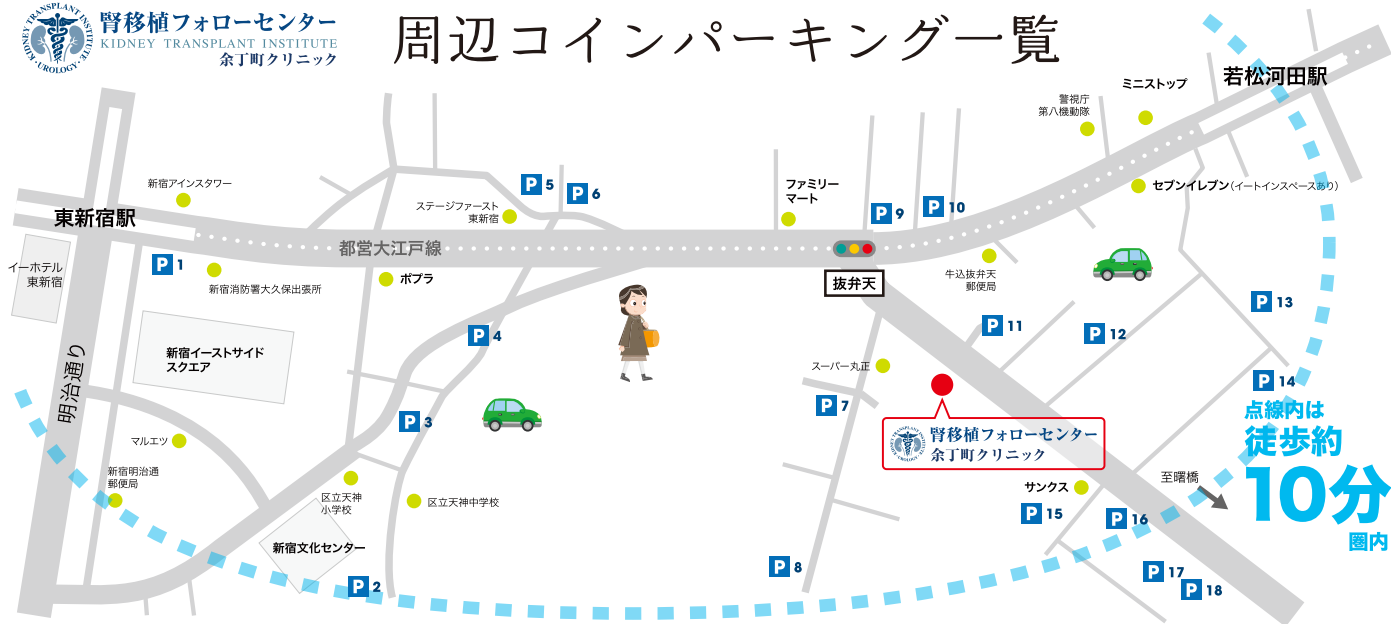 KIDNEY TRANSPLANT INSTITUTE
・UROLOGY・
腎移植フォローセンター
KIDNEY TRANSPLANT INSTITUTE
余丁町クリニック
周辺コインパーキング一覧
若松河田駅
ミニストップ
警視庁
第八機動隊
セブンイレブン(イートインスペースあり)
新宿アインスタワー
東新宿駅
ステージファースト
東新宿
P 5
P 6
ファミリー
マート
P 9
P 10
都営大江戸線
抜弁天
牛込抜弁天
郵便局
イーホテル
東新宿
P 1
新宿消防署大久保出張所
ポプラ
P 4
P 11
P 12
P 13
新宿イーストサイド
スクエア
明治通り
スーパー丸正
P 7
P 3
P 14
点線内は
徒歩約
10分
圏内
腎移植フォローセンター
余丁町クリニック
マルエツ
新宿明治通
郵便局
区立天神
小学校
区立天神中学校
新宿文化センター
P 2
P 8
サンクス
P 15
P 16
至曙橋
P 17
P 18